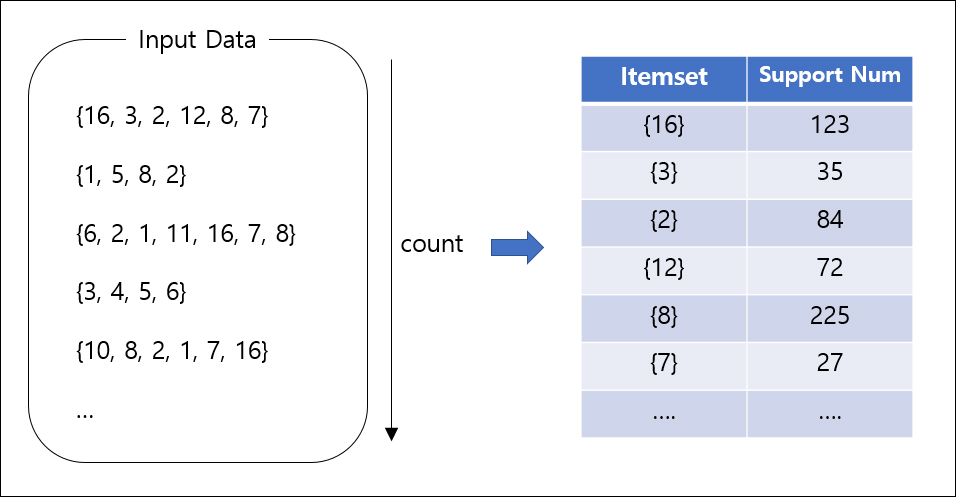 Input Data
{16, 3, 2, 12, 8, 7}
{1, 5, 8, 2}
{6, 2, 1, 11, 16, 7, 8}
{3, 4, 5, 6}
{10, 8, 2, 1, 7, 16}
...
count
Itemset Support Num
{16} 123
{3} 35
{2} 84
{12} 72
{8} 225
{7} 27
.... ....